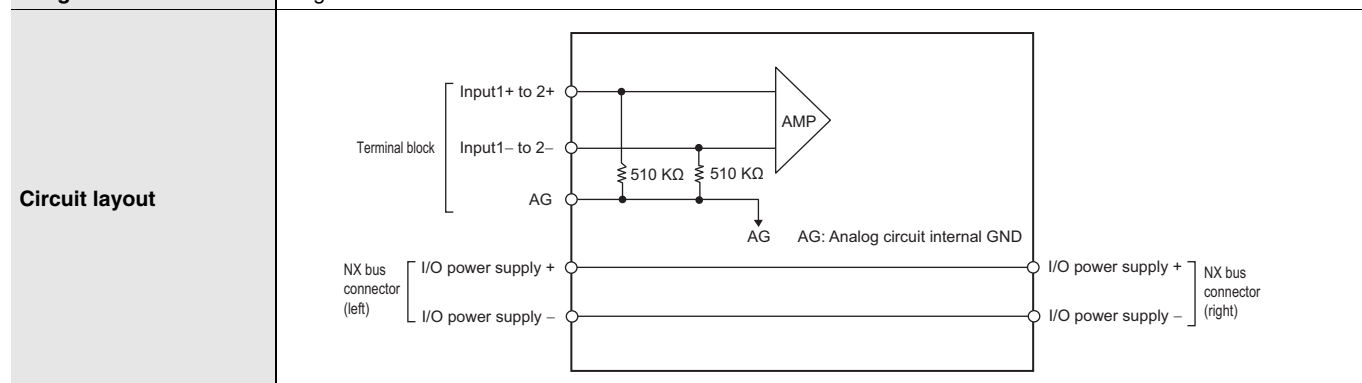 Circuit layout
Terminal block
Input1+ to 2+
Input1– to 2–
AG
AMP
510 KΩ
510 KΩ
AG
AG: Analog circuit internal GND
NX bus
connector
(left)
I/O power supply +
I/O power supply –
I/O power supply +
I/O power supply –
NX bus
connector
(right)